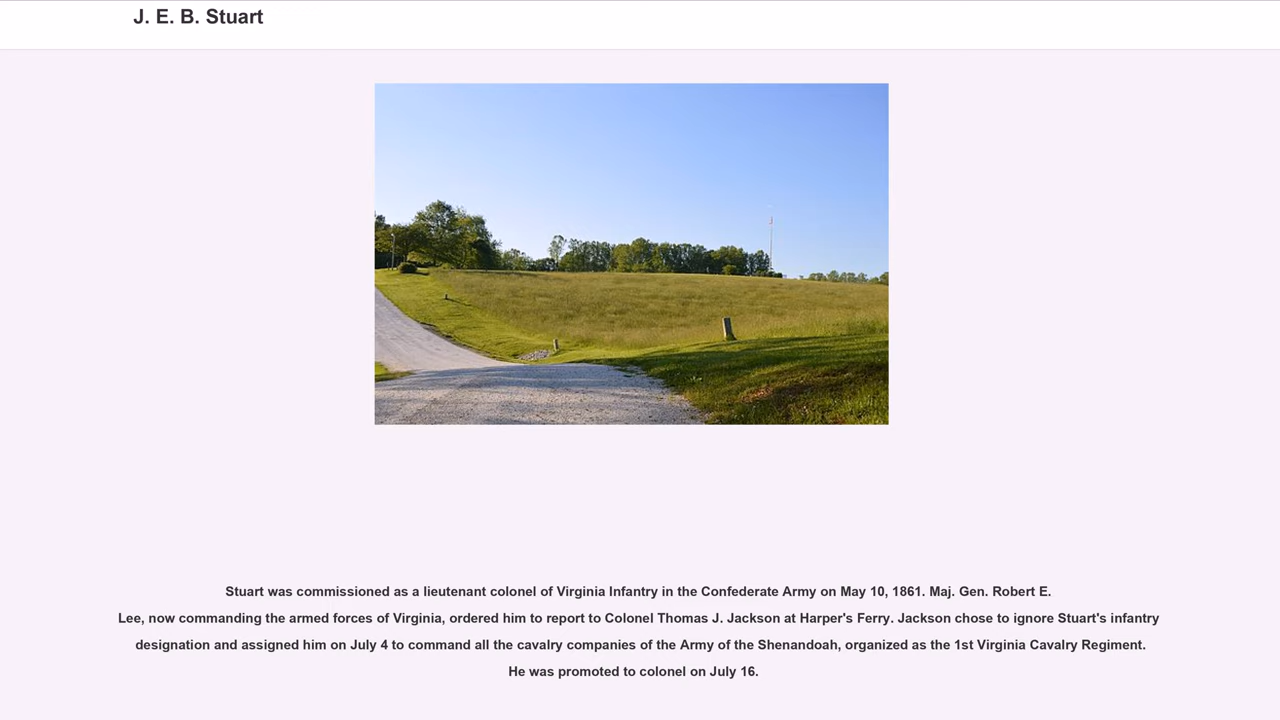 J. E. B. Stuart
Stuart was commissioned as a lieutenant colonel of Virginia Infantry in the Confederate Army on May 10, 1861. Maj. Gen. Robert E.
Lee, now commanding the armed forces of Virginia, ordered him to report to Colonel Thomas J. Jackson at Harper's Ferry. Jackson chose to ignore Stuart's infantry
designation and assigned him on July 4 to command all the cavalry companies of the Army of the Shenandoah, organized as the 1st Virginia Cavalry Regiment.
He was promoted to colonel on July 16.